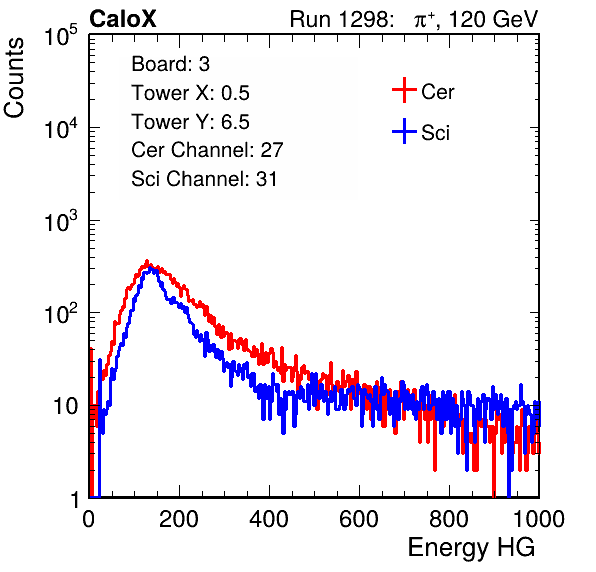 CaloX Run 1298: π⁺, 120 GeV
Counts
10⁵
10⁴
10³
10²
10
1
Board: 3
Tower X: 0.5
Tower Y: 6.5
Cer Channel: 27
Sci Channel: 31
Cer
Sci
0 200 400 600 800 1000
Energy HG